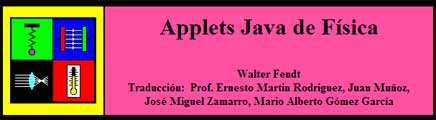 Applets Java de Física
Walter Fendt
Traducción: Prof. Ernesto Martin Rodriguez, Juan Muñoz,
José Miguel Zamarro, Mario Alberto Gómez García